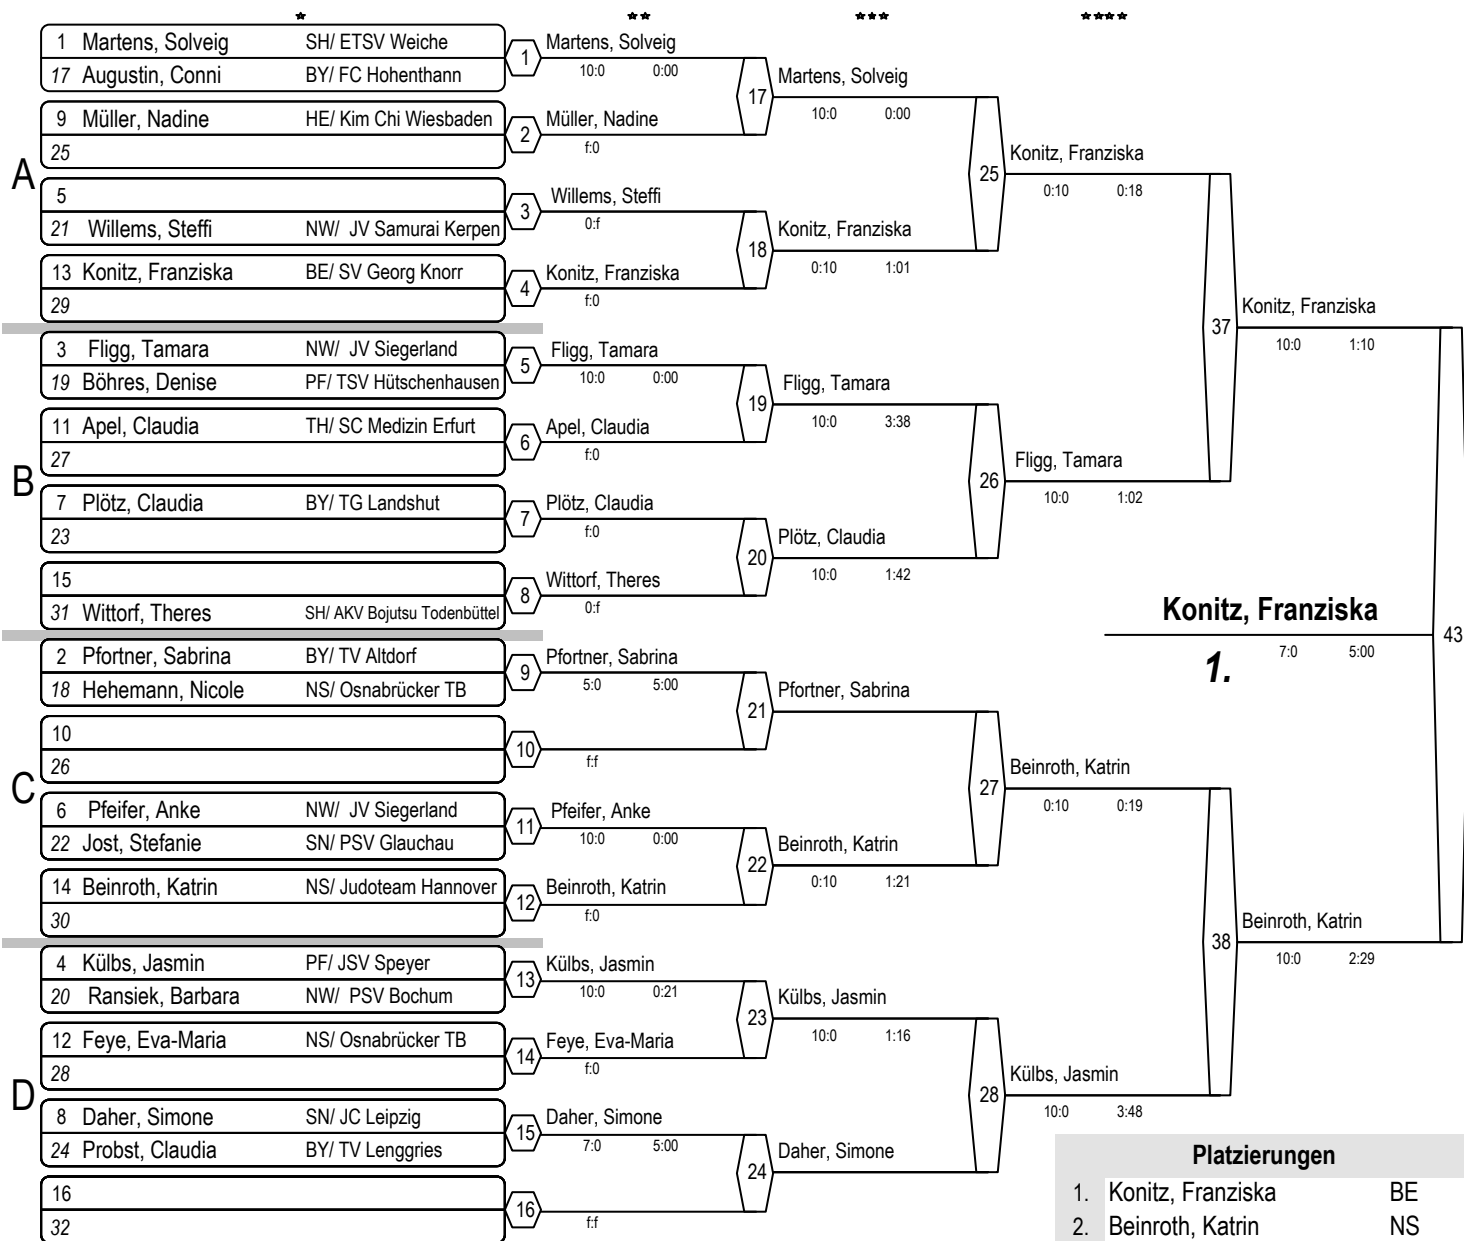 * ** *** ****
A
1 Martens, Solveig SH/ ETSV Weiche
17 Augustin, Conni BY/ FC Hohenthann
9 Müller, Nadine HE/ Kim Chi Wiesbaden
25
5
21 Willems, Steffi NW/ JV Samurai Kerpen
13 Konitz, Franziska BE/ SV Georg Knorr
29
B
3 Fligg, Tamara NW/ JV Siegerland
19 Böhres, Denise PF/ TSV Hütschenhausen
11 Apel, Claudia TH/ SC Medizin Erfurt
27
7 Plötz, Claudia BY/ TG Landshut
23
15
31 Wittorf, Theres SH/ AKV Bojutsu Todenbüttel
C
2 Pfortner, Sabrina BY/ TV Altdorf
18 Hehemann, Nicole NS/ Osnabrücker TB
10
26
6 Pfeifer, Anke NW/ JV Siegerland
22 Jost, Stefanie SN/ PSV Glauchau
14 Beinroth, Katrin NS/ Judoteam Hannover
30
D
4 Külbs, Jasmin PF/ JSV Speyer
20 Ransiek, Barbara NW/ PSV Bochum
12 Feye, Eva-Maria NS/ Osnabrücker TB
28
8 Daher, Simone SN/ JC Leipzig
24 Probst, Claudia BY/ TV Lenggries
16
32
1 Martens, Solveig
10:0 0:00
2 Müller, Nadine
f:0
3 Willems, Steffi
0:f
4 Konitz, Franziska
f:0
5 Fligg, Tamara
10:0 0:00
6 Apel, Claudia
f:0
7 Plötz, Claudia
f:0
8 Wittorf, Theres
0:f
9 Pfortner, Sabrina
5:0 5:00
10
f:f
11 Pfeifer, Anke
10:0 0:00
12 Beinroth, Katrin
f:0
13 Külbs, Jasmin
10:0 0:21
14 Feye, Eva-Maria
f:0
15 Daher, Simone
7:0 5:00
16
f:f
17 Martens, Solveig
10:0 0:00
18 Konitz, Franziska
0:10 1:01
19 Fligg, Tamara
10:0 3:38
20 Plötz, Claudia
10:0 1:42
21 Pfortner, Sabrina
22 Beinroth, Katrin
0:10 1:21
23 Külbs, Jasmin
10:0 1:16
24 Daher, Simone
25 Konitz, Franziska
0:10 0:18
26 Fligg, Tamara
10:0 1:02
27 Beinroth, Katrin
0:10 0:19
28 Külbs, Jasmin
10:0 3:48
37 Konitz, Franziska
10:0 1:10
38 Beinroth, Katrin
10:0 2:29
Konitz, Franziska 43
7:0 5:00
1.
Platzierungen
1. Konitz, Franziska BE
2. Beinroth, Katrin NS